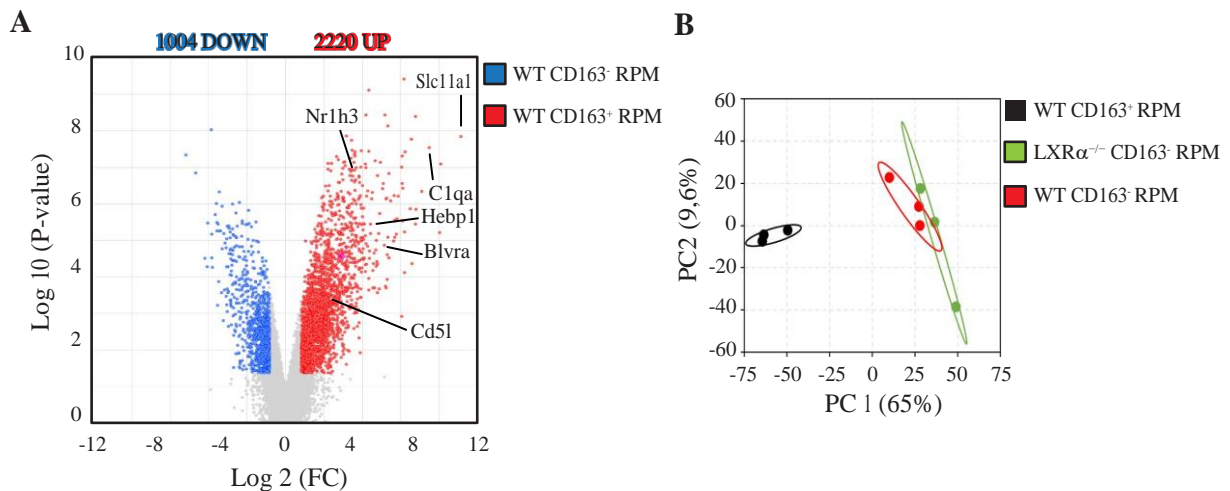 A
1004 DOWN
2220 UP
10
8
6
4
2
0
Log 10 (P-value)
-12
-8
-4
0
4
8
12
Log 2 (FC)
Slc11a1
Nr1h3
C1qa
Hebp1
Blvra
Cd5l
WT CD163⁻ RPM
WT CD163⁺ RPM
B
60
40
20
0
-20
-40
-60
PC2 (9,6%)
-75
-50
0
25
50
75
PC 1 (65%)
WT CD163⁺ RPM
LXRα⁻/⁻ CD163⁻ RPM
WT CD163⁻ RPM